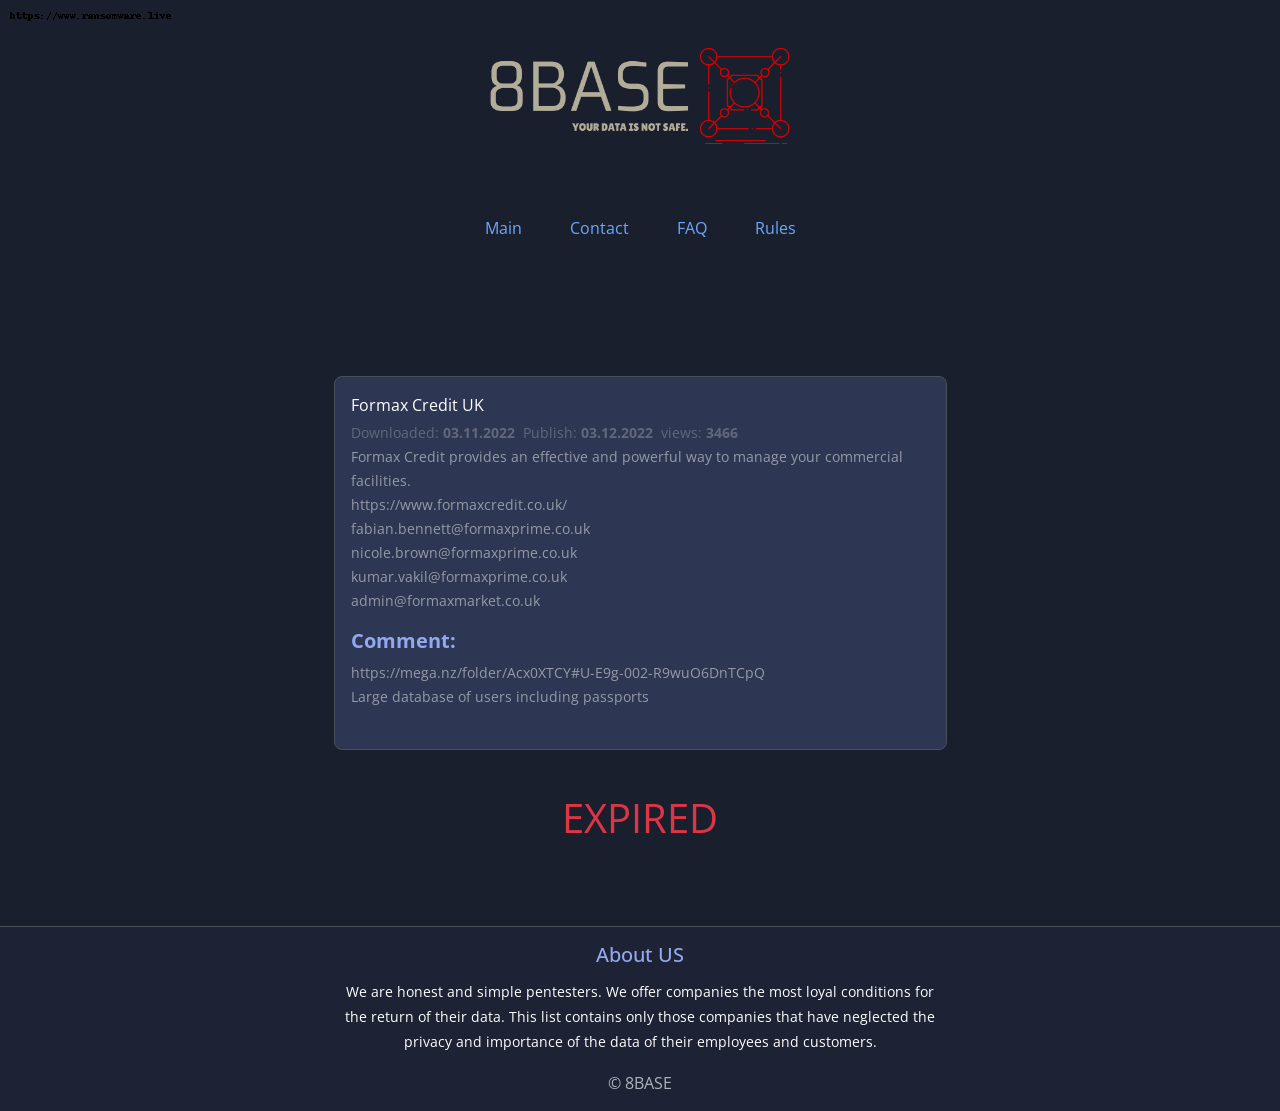 https://www.ransomware.live
8BASE
YOUR DATA IS NOT SAFE.
Main Contact FAQ Rules
Formax Credit UK
Downloaded: 03.11.2022 Publish: 03.12.2022 views: 3466
Formax Credit provides an effective and powerful way to manage your commercial
facilities.
https://www.formaxcredit.co.uk/
fabian.bennett@formaxprime.co.uk
nicole.brown@formaxprime.co.uk
kumar.vakil@formaxprime.co.uk
admin@formaxmarket.co.uk
Comment:
https://mega.nz/folder/Acx0XTCY#U-E9g-002-R9wuO6DnTCpQ
Large database of users including passports
EXPIRED
About US
We are honest and simple pentesters. We offer companies the most loyal conditions for
the return of their data. This list contains only those companies that have neglected the
privacy and importance of the data of their employees and customers.
© 8BASE